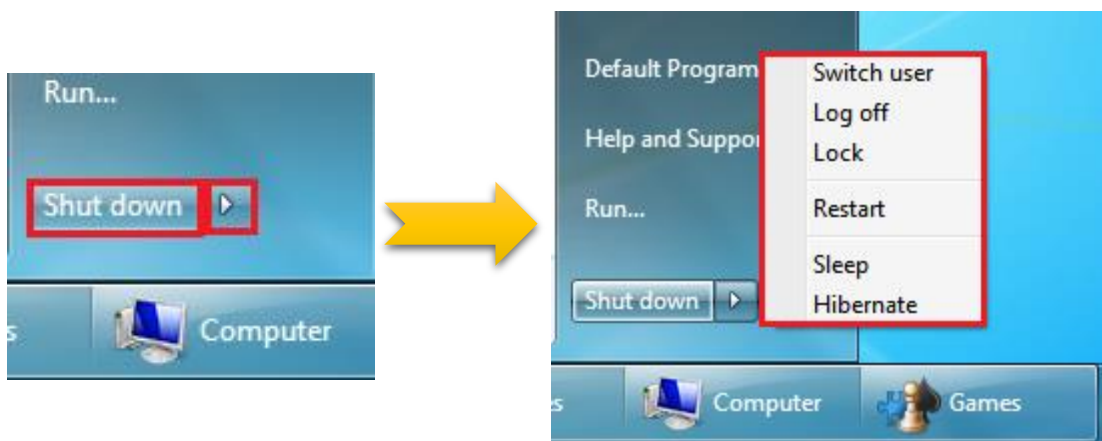 Run...
Shut down
s
Computer
Default Program
Help and Suppor
Run...
Shut down
Switch user
Log off
Lock
Restart
Sleep
Hibernate
es
Computer
Games